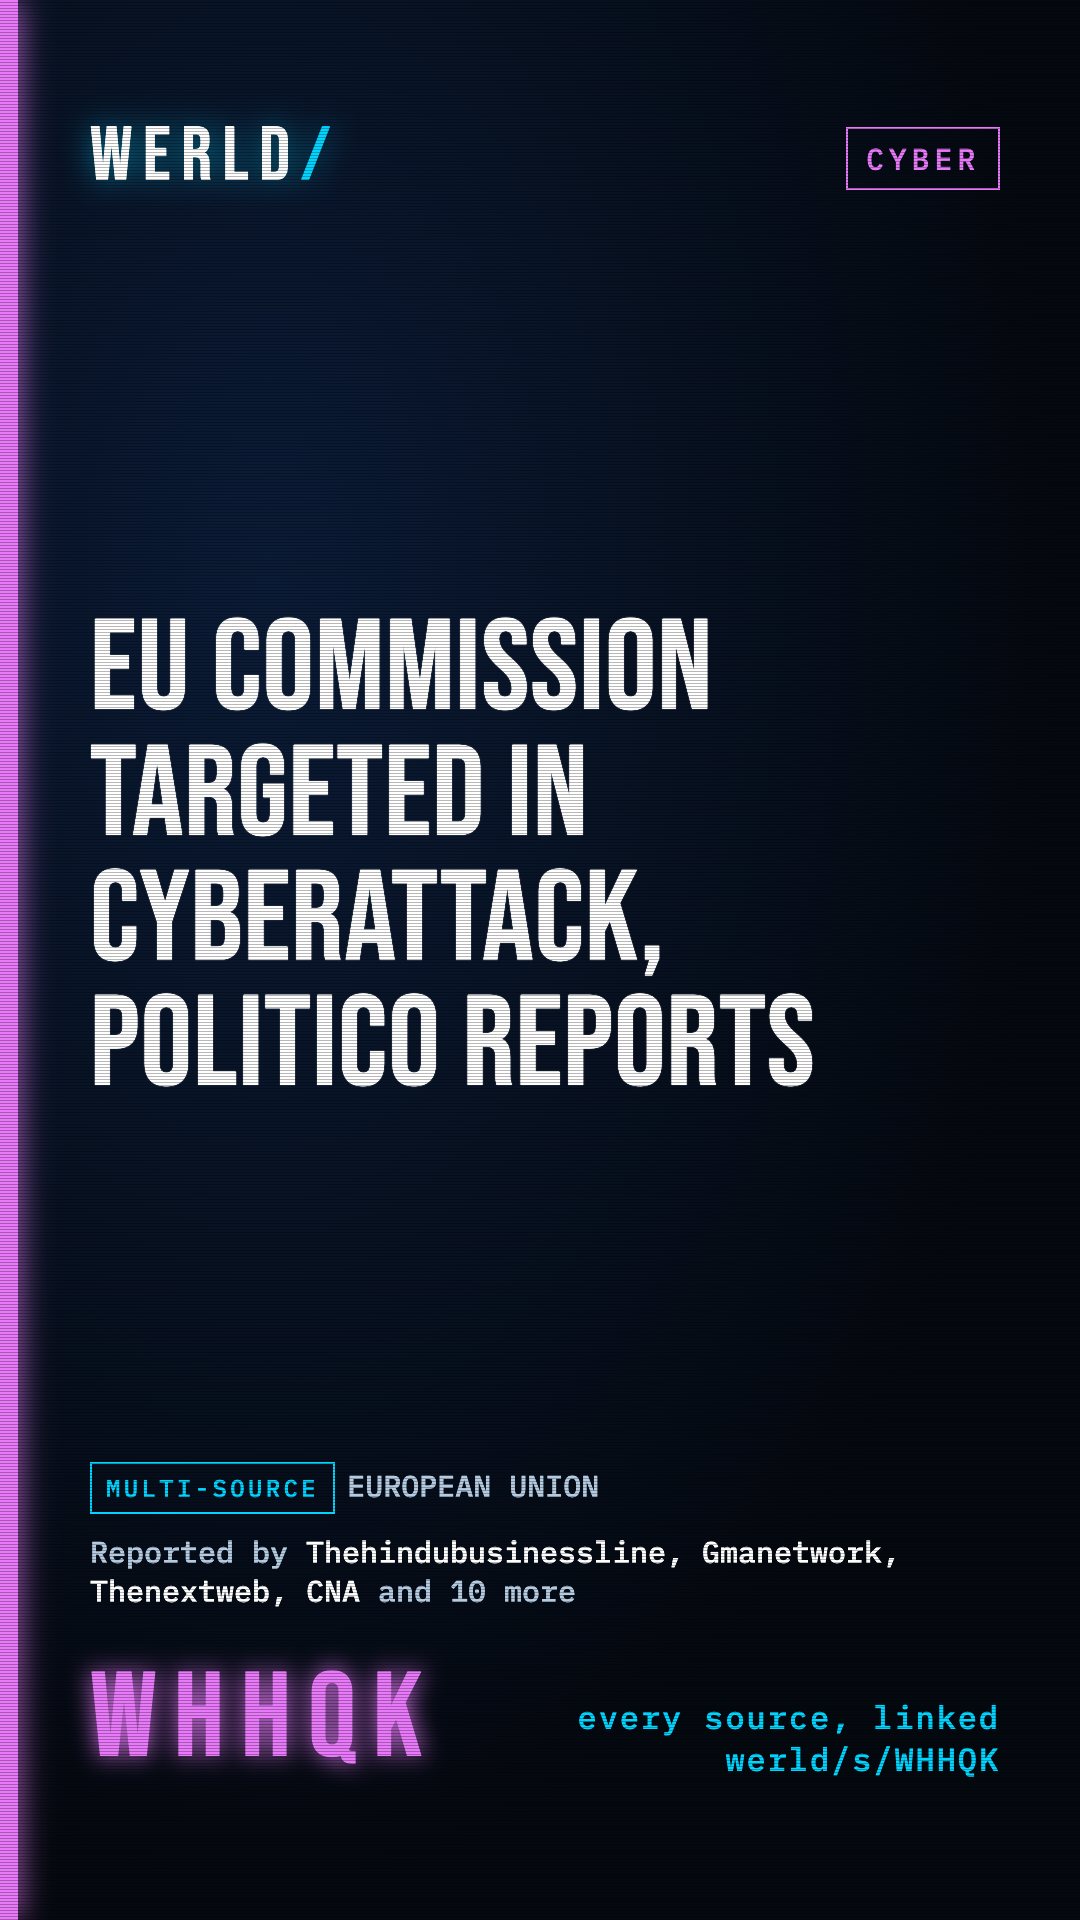 WERLD/
CYBER
EU COMMISSION
TARGETED IN
CYBERATTACK,
POLITICO REPORTS
MULTI-SOURCE EUROPEAN UNION
Reported by Thehindubusinessline, Gmanetwork,
Thenextweb, CNA and 10 more
WHHQK
every source, linked
werld/s/WHHQK